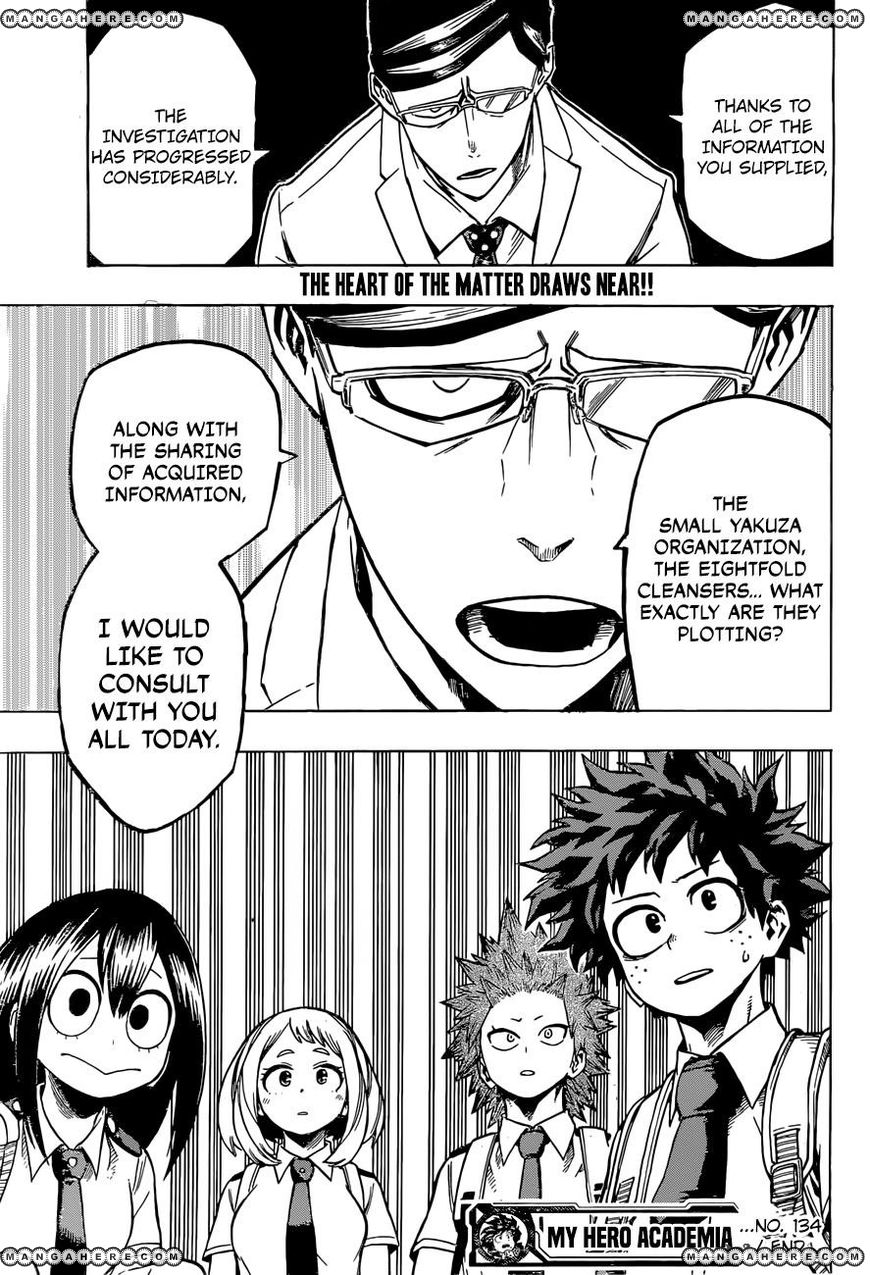 MANGAHERE.COM
MANGAHERE.COM
THANKS TO
ALL OF THE
INFORMATION
YOU SUPPLIED,
THE
INVESTIGATION
HAS PROGRESSED
CONSIDERABLY.
THE HEART OF THE MATTER DRAWS NEAR!!
THE
SMALL YAKUZA
ORGANIZATION,
THE EIGHTFOLD
CLEANSERS... WHAT
EXACTLY ARE THEY
PLOTTING?
ALONG WITH
THE SHARING
OF ACQUIRED
INFORMATION,
I WOULD
LIKE TO
CONSULT
WITH YOU
ALL TODAY.
MY HERO ACADEMIA
...NO. 134
END
MANGAHERE.COM
MANGAHERE.COM